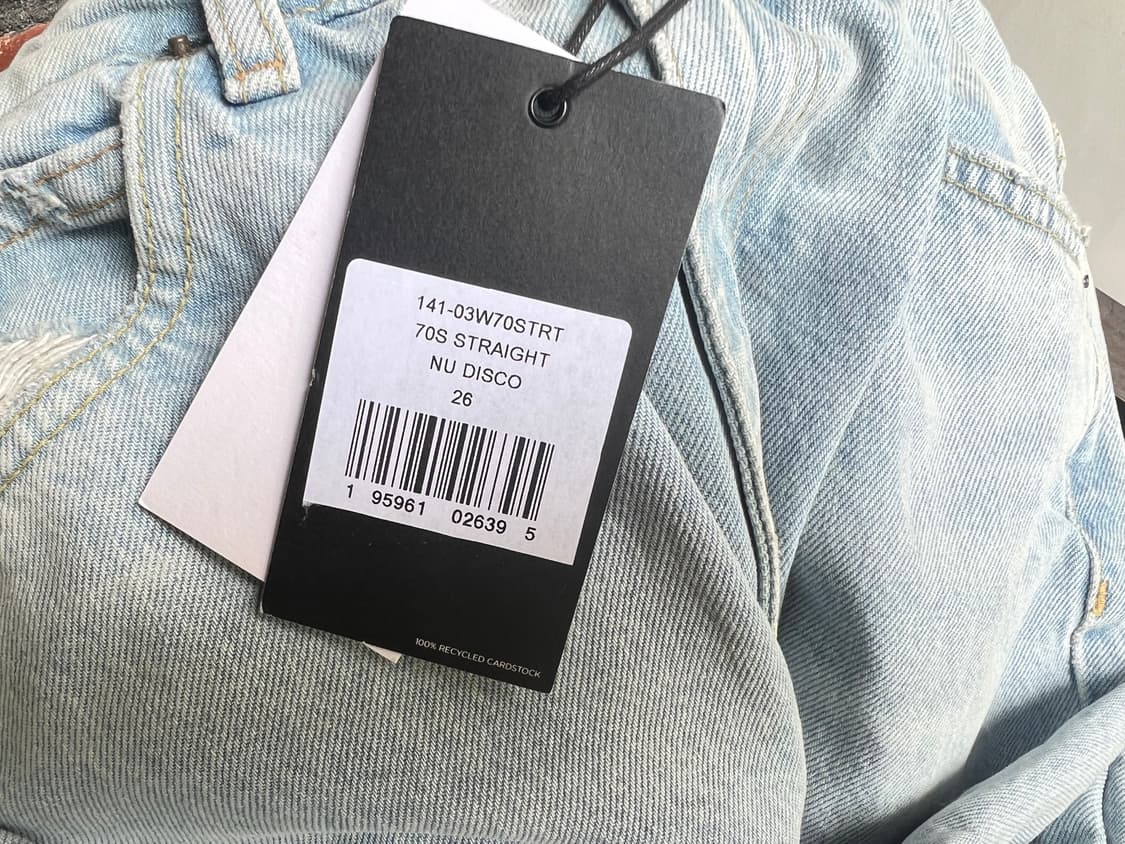 141-03W70STRT
70S STRAIGHT
NU DISCO
26
1 95961 02639 5
100% RECYCLED CARDSTOCK